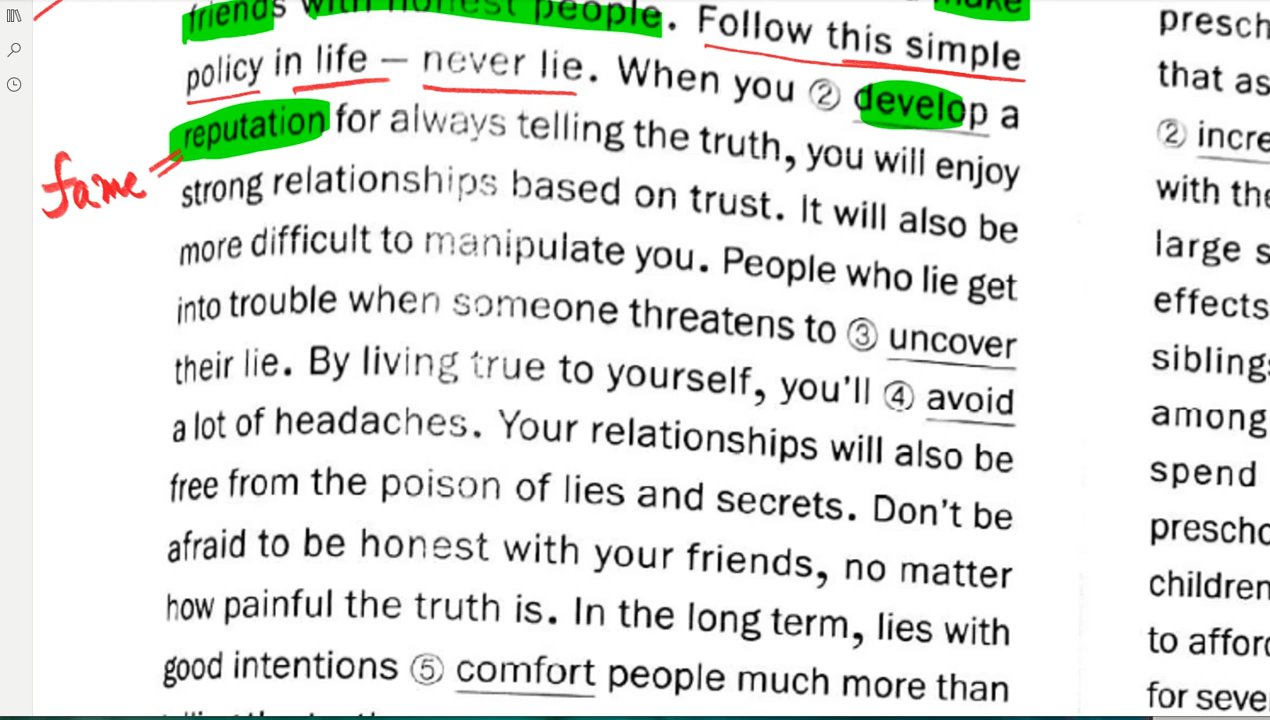 friends with honest people. make
Follow this simple
policy in life — never lie. When you ② develop a
reputation for always telling the truth, you will enjoy
fame =
strong relationships based on trust. It will also be
more difficult to manipulate you. People who lie get
into trouble when someone threatens to ③ uncover
their lie. By living true to yourself, you'll ④ avoid
a lot of headaches. Your relationships will also be
free from the poison of lies and secrets. Don't be
afraid to be honest with your friends, no matter
how painful the truth is. In the long term, lies with
good intentions ⑤ comfort people much more than
presch
that as
② incre
with the
large s
effects
sibling
among
spend
prescho
children
to affor
for seve